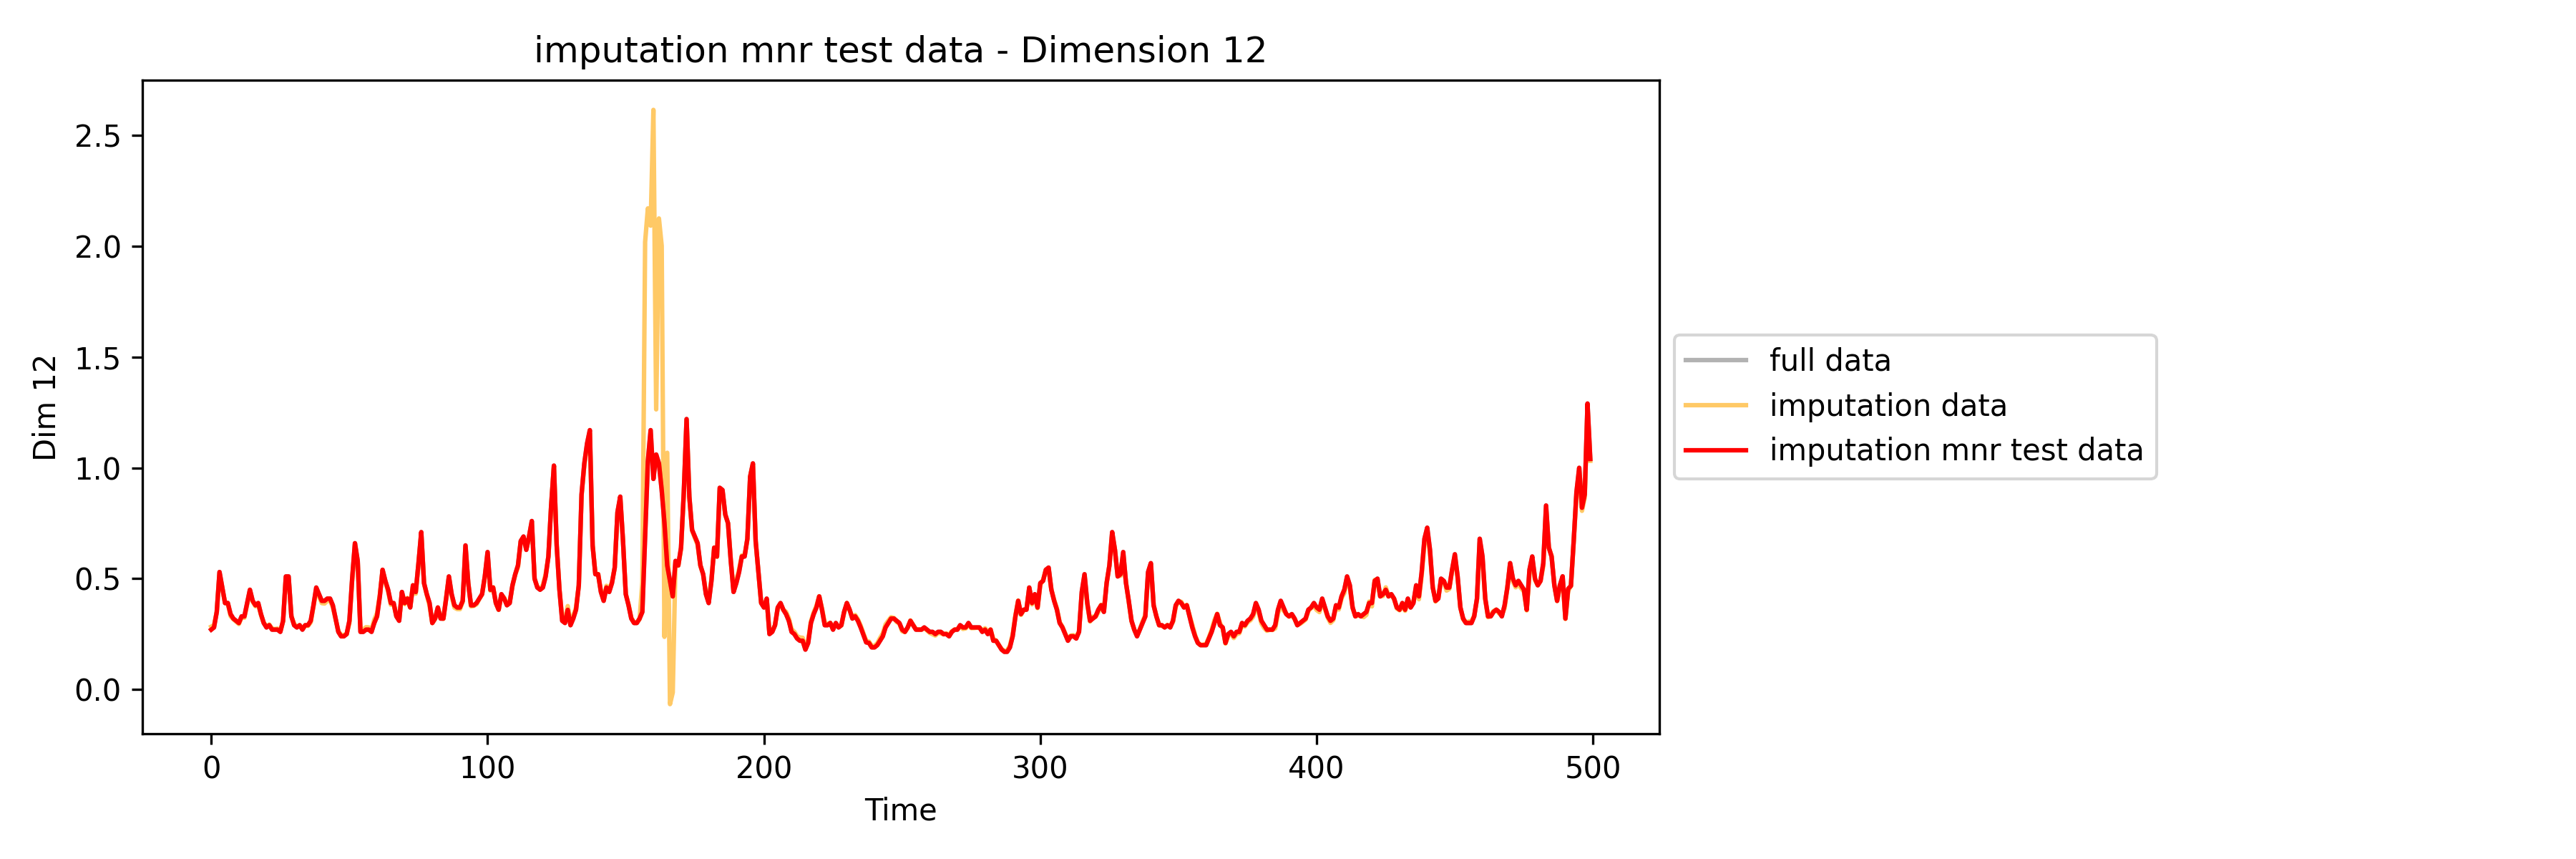 imputation mnr test data - Dimension 12
2.5
2.0
1.5
1.0
0.5
0.0
Dim 12
0 100 200 300 400 500
Time
full data
imputation data
imputation mnr test data